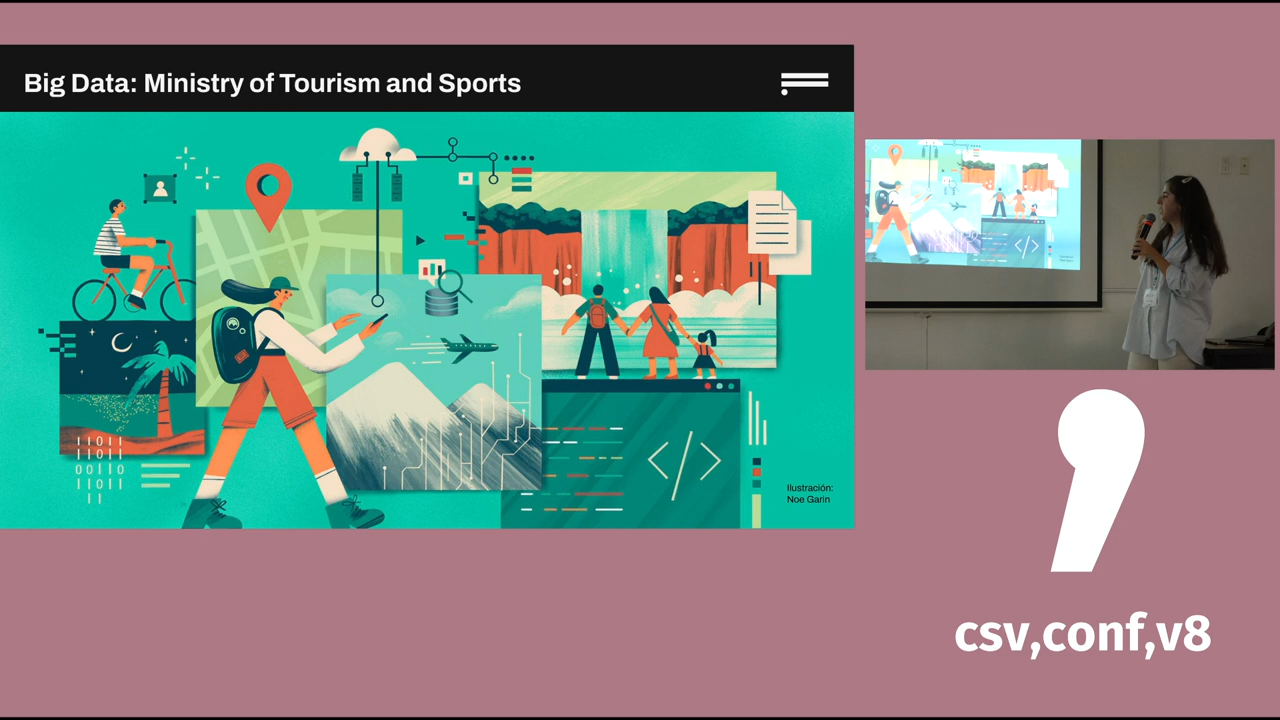 Big Data: Ministry of Tourism and Sports
</>
Ilustración:
Noe Garin
csv,conf,v8